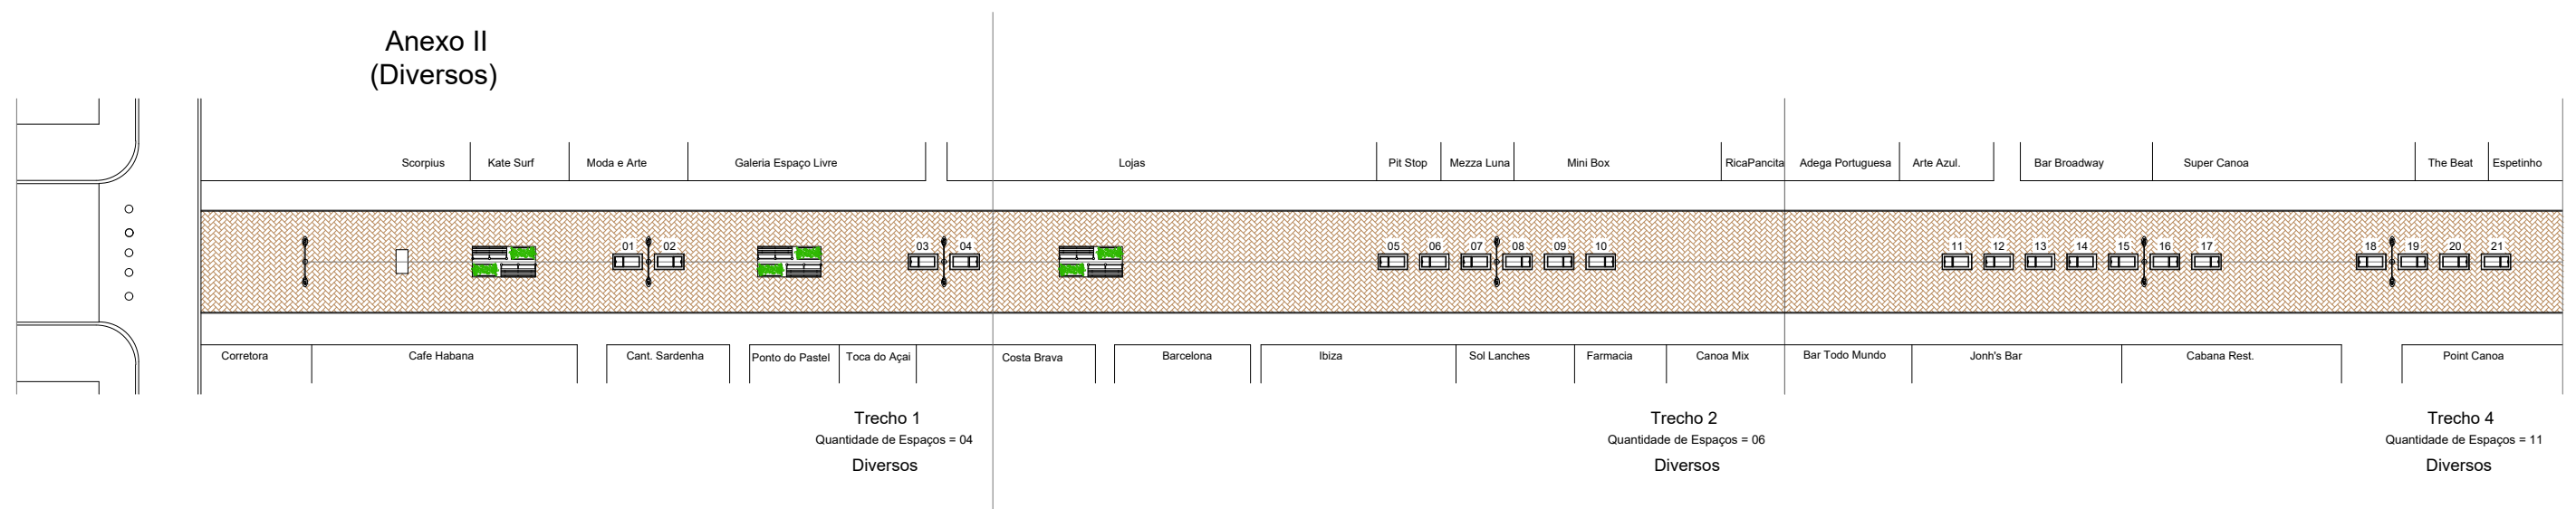 Anexo II
(Diversos)
Scorpius
Kate Surf
Moda e Arte
Galeria Espaço Livre
Lojas
Pit Stop
Mezza Luna
Mini Box
RicaPancita
Adega Portuguesa
Arte Azul.
Bar Broadway
Super Canoa
The Beat
Espetinho
01
02
03
04
05
06
07
08
09
10
11
12
13
14
15
16
17
18
19
20
21
Corretora
Cafe Habana
Cant. Sardenha
Ponto do Pastel
Toca do Açai
Costa Brava
Barcelona
Ibiza
Sol Lanches
Farmacia
Canoa Mix
Bar Todo Mundo
Jonh's Bar
Cabana Rest.
Point Canoa
Trecho 1
Quantidade de Espaços = 04
Diversos
Trecho 2
Quantidade de Espaços = 06
Diversos
Trecho 4
Quantidade de Espaços = 11
Diversos